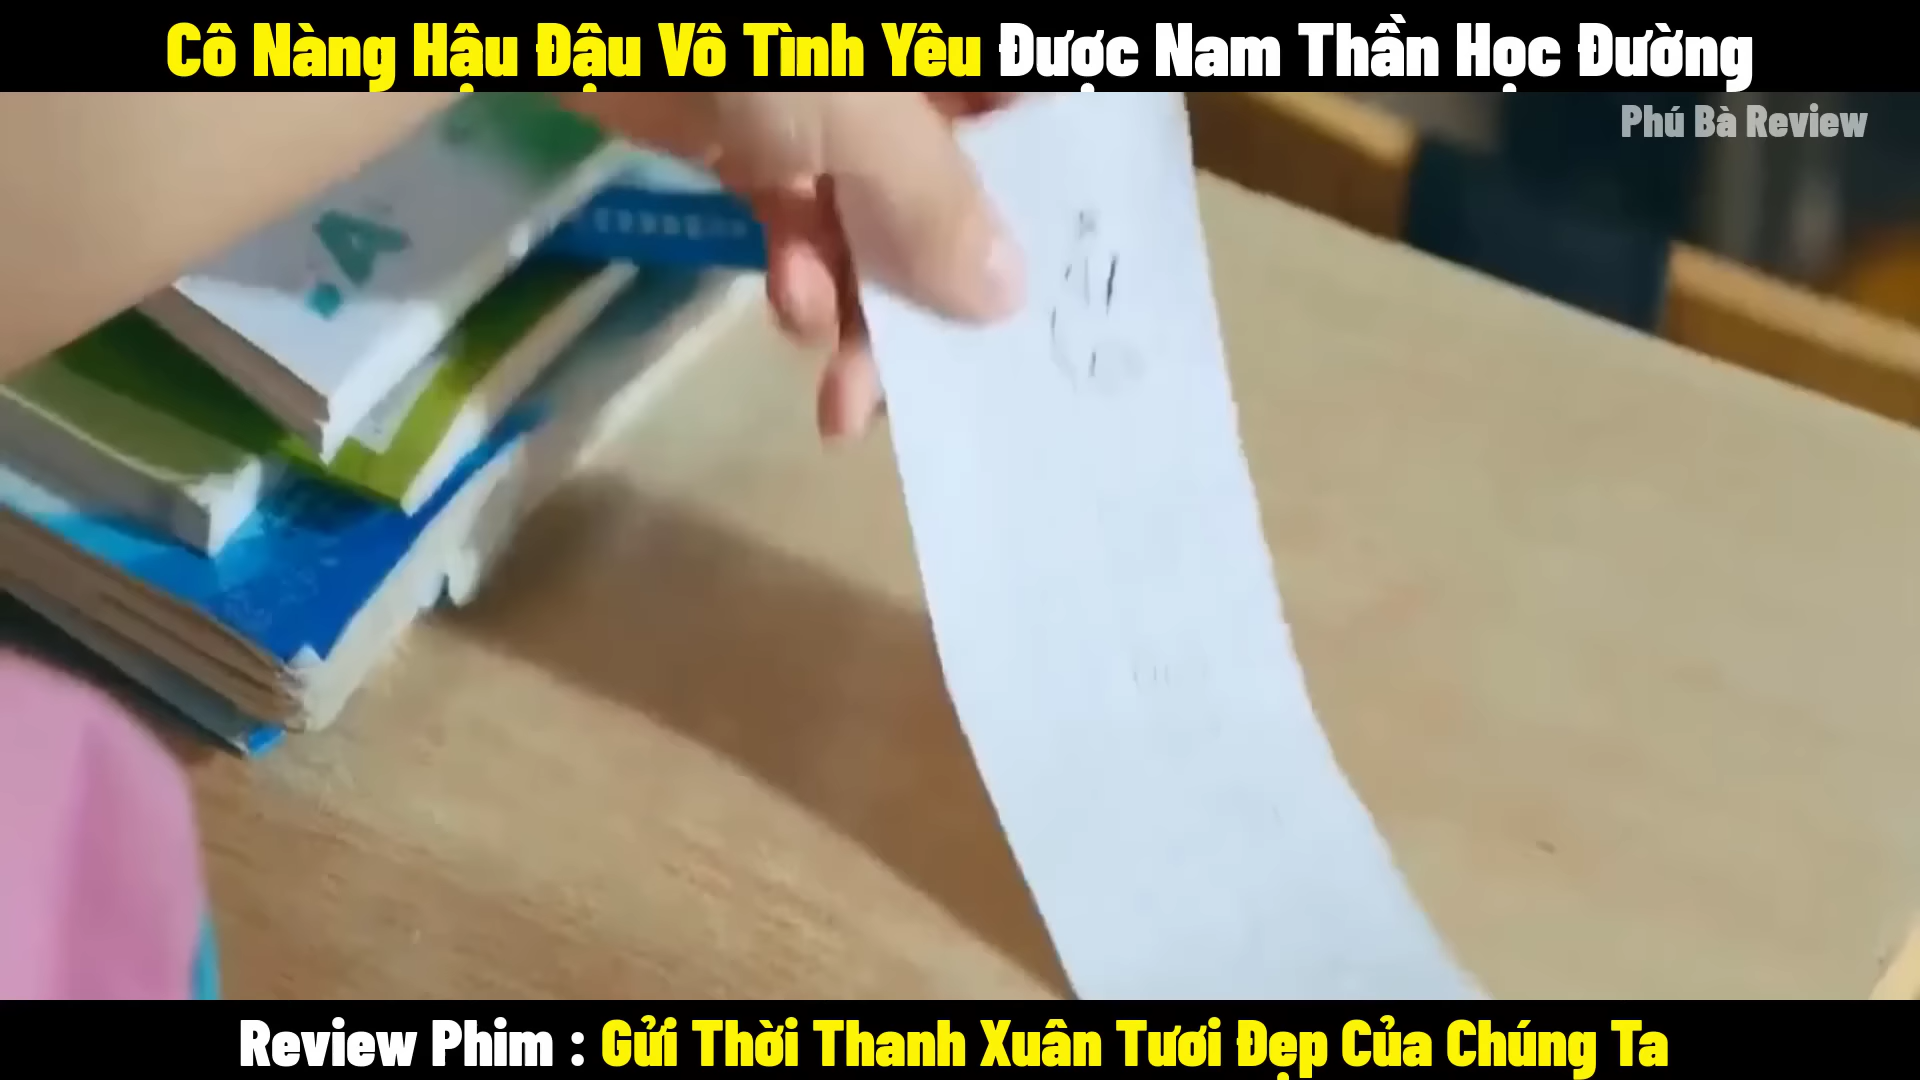 Cô Nàng Hậu Đậu Vô Tình Yêu Được Nam Thần Học Đường
Phú Bà Review
Review Phim : Gửi Thời Thanh Xuân Tươi Đẹp Của Chúng Ta